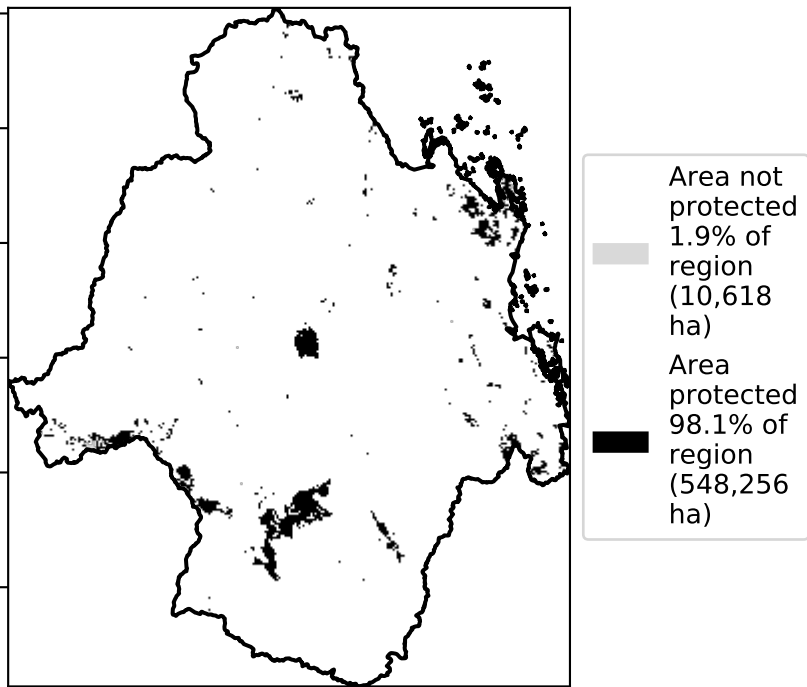 Area not
protected
1.9% of
region
(10,618
ha)
Area
protected
98.1% of
region
(548,256
ha)